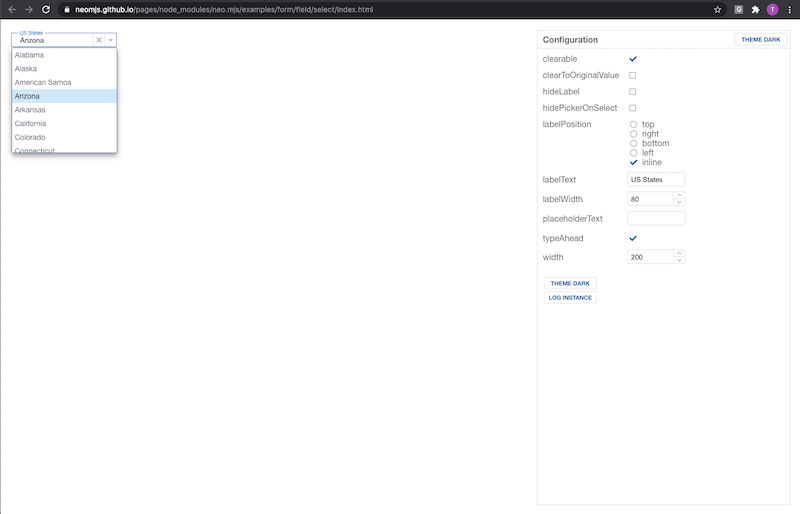 neomjs.github.io/pages/node_modules/neo.mjs/examples/form/field/select/index.html
G
T
US States
Arizona
Alabama
Alaska
American Samoa
Arizona
Arkansas
California
Colorado
Connecticut
Configuration
THEME DARK
clearable
clearToOriginalValue
hideLabel
hidePickerOnSelect
labelPosition
top
right
bottom
left
inline
labelText US States
labelWidth 80
placeholderText
typeAhead
width 200
THEME DARK
LOG INSTANCE